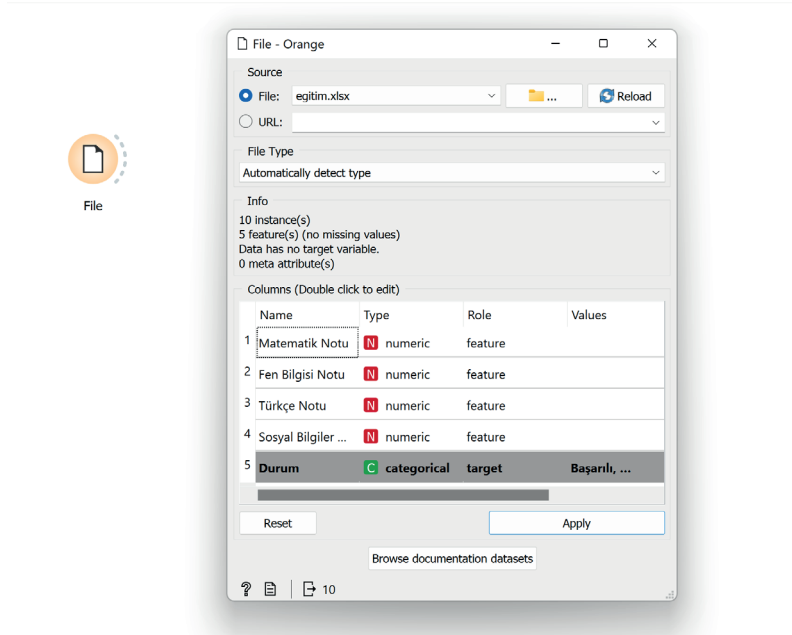 File - Orange
Source
File: egitim.xlsx ... Reload
URL:
File Type
Automatically detect type
Info
10 instance(s)
5 feature(s) (no missing values)
Data has no target variable.
0 meta attribute(s)
Columns (Double click to edit)
Name Type Role Values
1 Matematik Notu N numeric feature
2 Fen Bilgisi Notu N numeric feature
3 Türkçe Notu N numeric feature
4 Sosyal Bilgiler ... N numeric feature
5 Durum C categorical target Başarılı, ...
Reset Apply
Browse documentation datasets
? 10
File